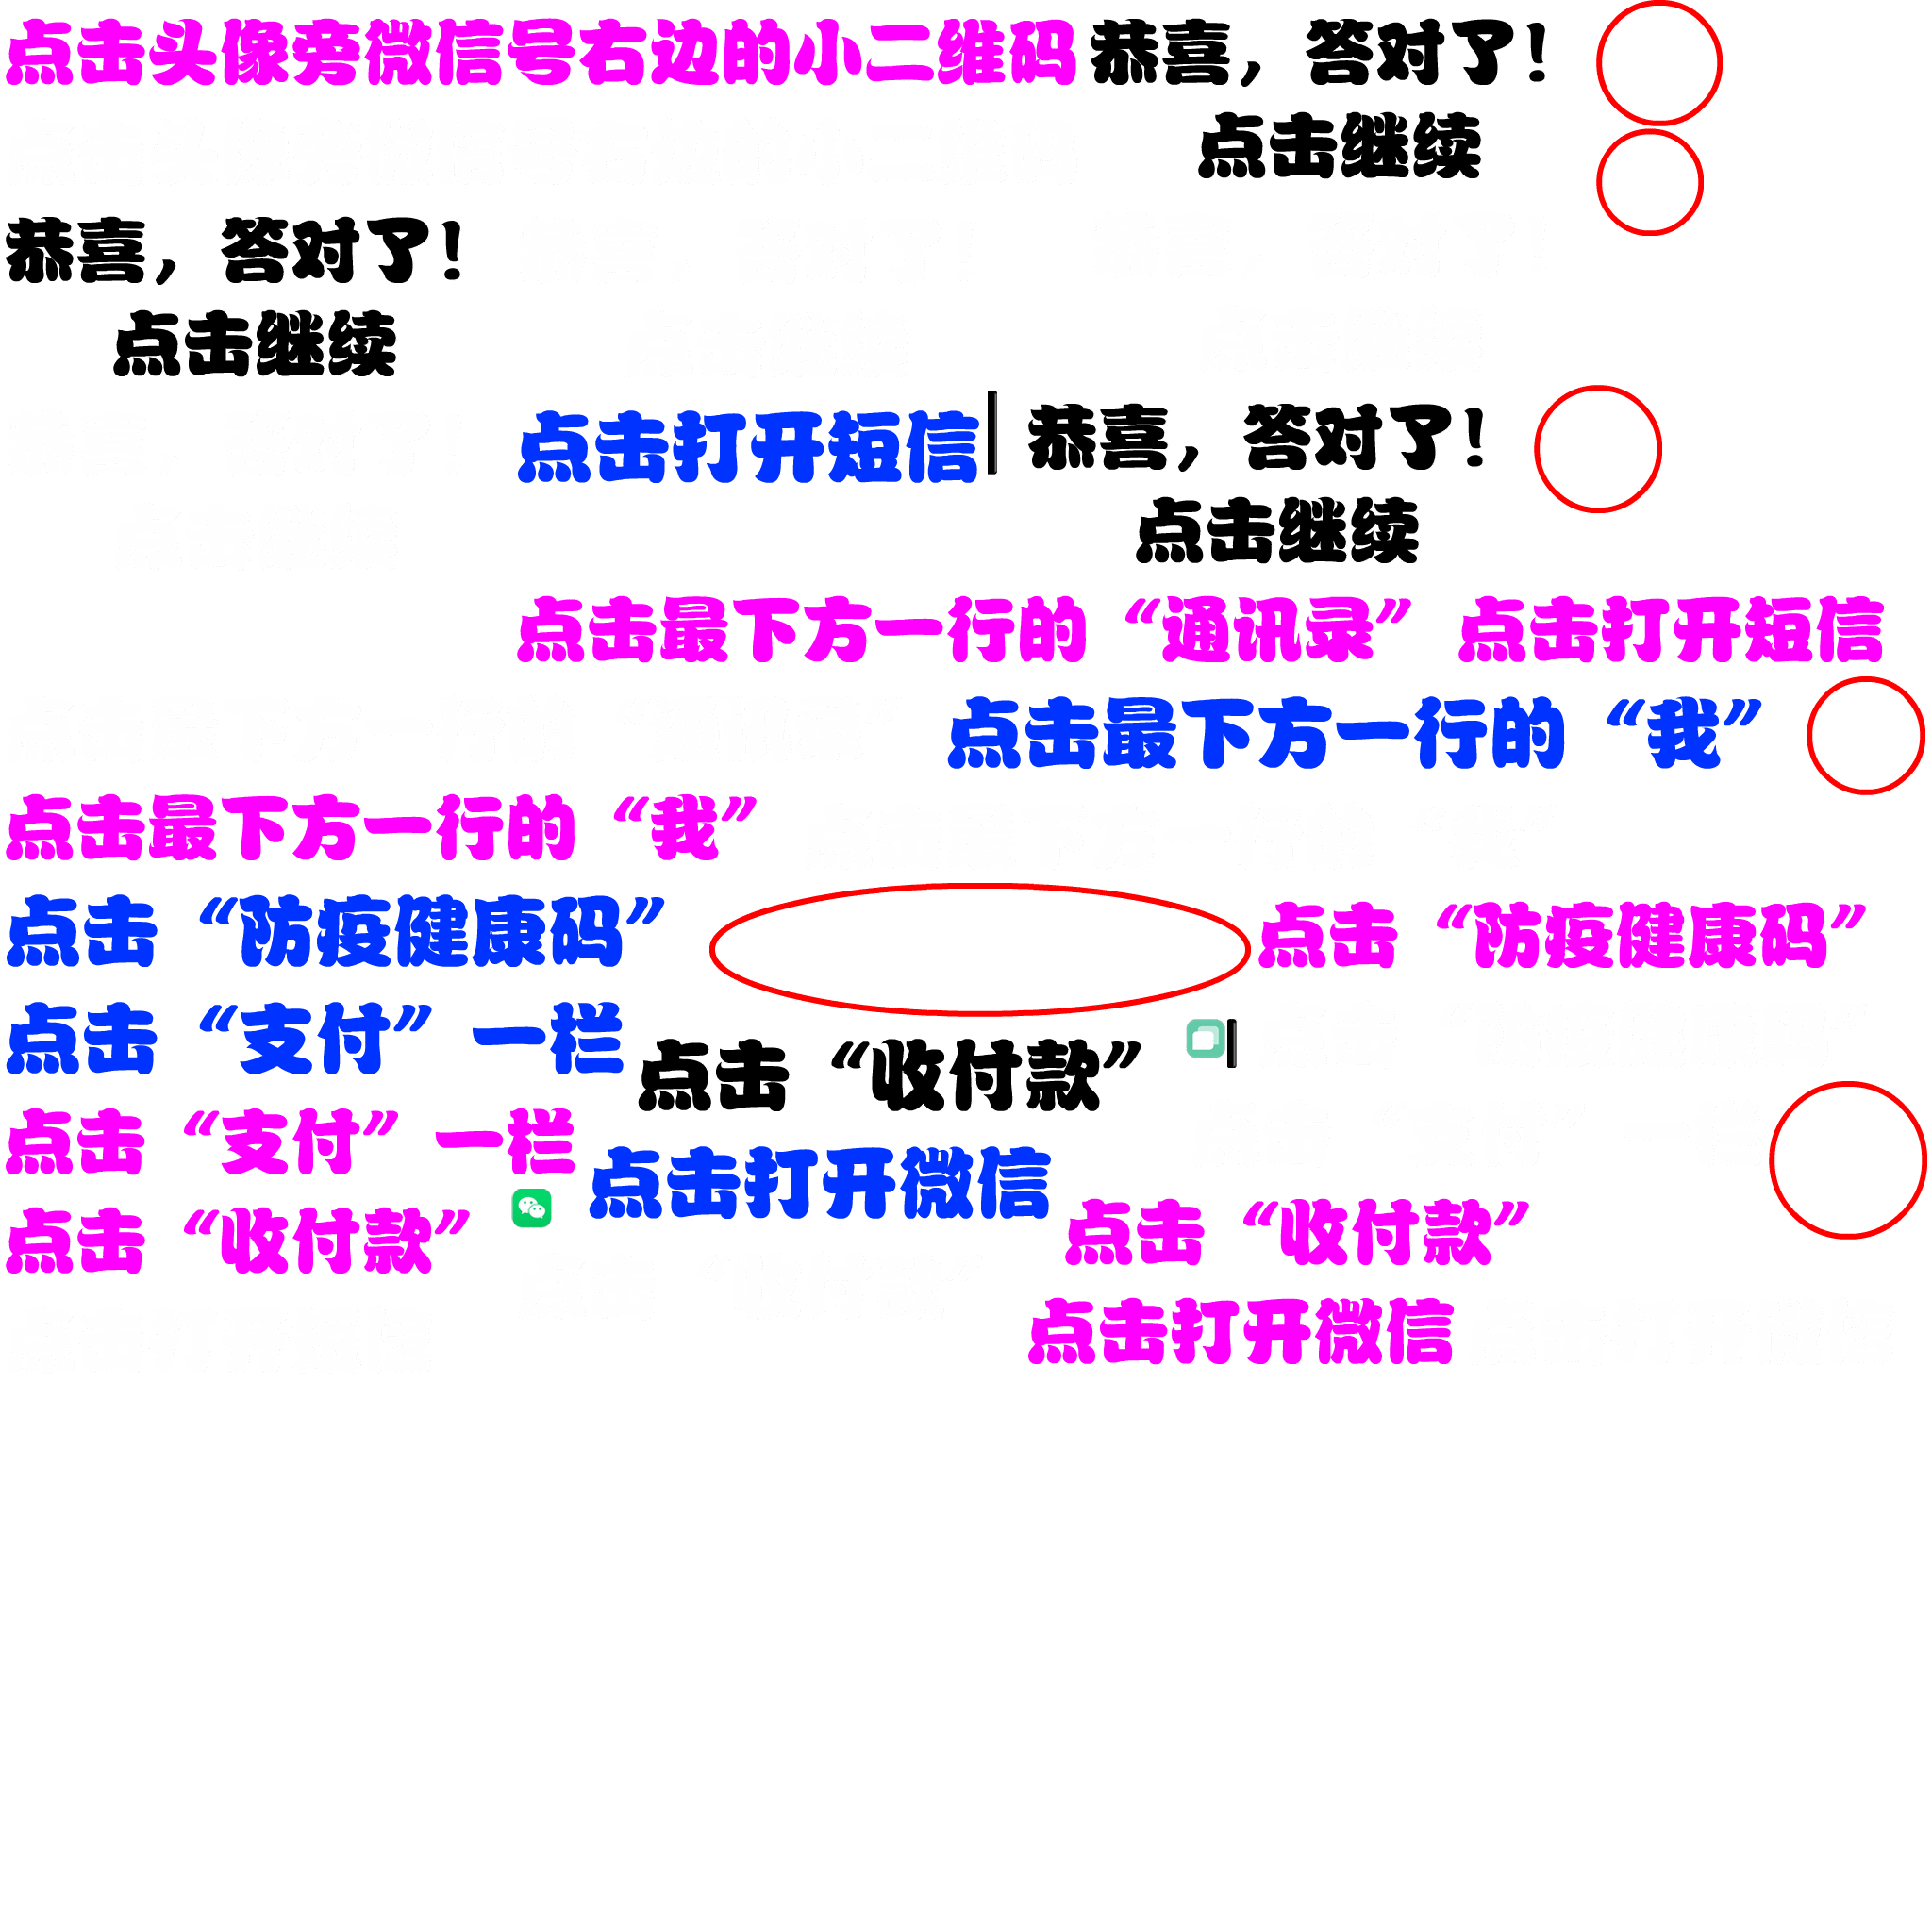 点击头像旁微信号右边的小二维码
恭喜，答对了！
点击继续
恭喜，答对了！
点击继续
点击打开短信
恭喜，答对了！
点击继续
点击最下方一行的“通讯录”
点击打开短信
点击最下方一行的“我”
点击最下方一行的“我”
点击“防疫健康码”
点击“防疫健康码”
点击“支付”一栏
点击“收付款”
点击“支付”一栏
点击打开微信
点击“收付款”
点击“收付款”
点击打开微信